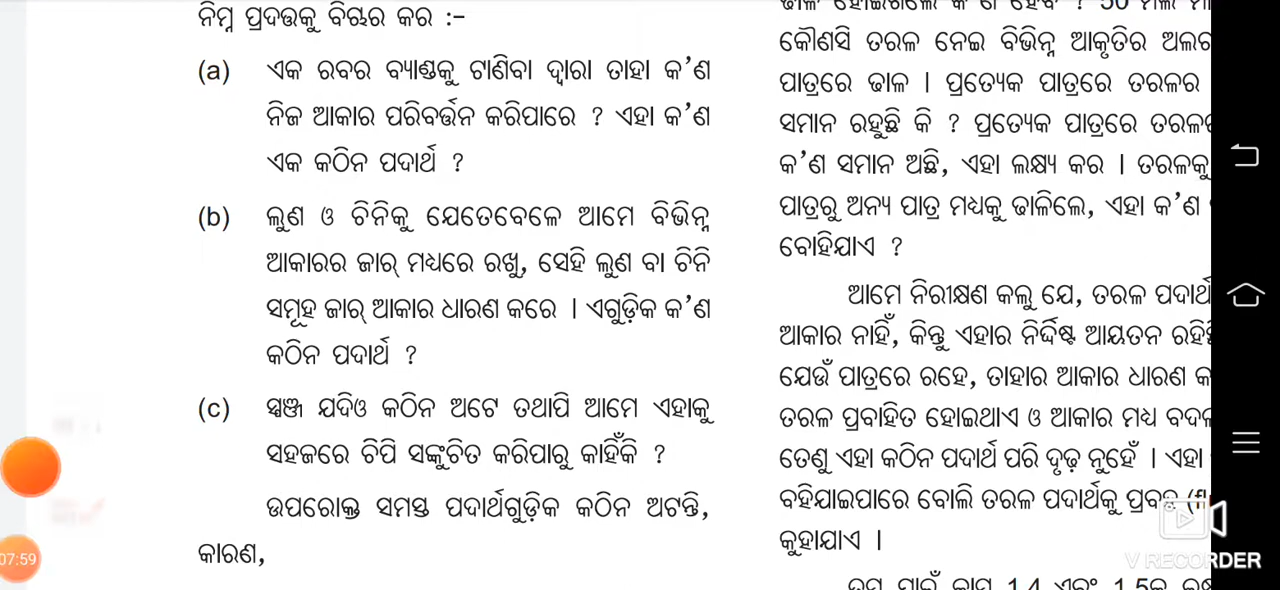 ନିମ୍ନ ପ୍ରଦତ୍ତକୁ ବିଚାର କର :-
(a) ଏକ ରବର ବ୍ୟାଣ୍ଡକୁ ଟାଣିବା ଦ୍ୱାରା ତାହା କ'ଣ
ନିଜ ଆକାର ପରିବର୍ତ୍ତନ କରିପାରେ ? ଏହା କ'ଣ
ଏକ କଠିନ ପଦାର୍ଥ ?
(b) ଲୁଣ ଓ ଚିନିକୁ ଯେତେବେଳେ ଆମେ ବିଭିନ୍ନ
ଆକାରର ଜାର୍ ମଧ୍ୟରେ ରଖୁ, ସେହି ଲୁଣ ବା ଚିନି
ସମୂହ ଜାର୍ ଆକାର ଧାରଣ କରେ । ଏଗୁଡ଼ିକ କ'ଣ
କଠିନ ପଦାର୍ଥ ?
(c) ସ୍ପଞ୍ଜ ଯଦିଓ କଠିନ ଅଟେ ତଥାପି ଆମେ ଏହାକୁ
ସହଜରେ ଚିପି ସଙ୍କୁଚିତ କରିପାରୁ କାହିଁକି ?
ଉପରୋକ୍ତ ସମସ୍ତ ପଦାର୍ଥଗୁଡ଼ିକ କଠିନ ଅଟନ୍ତି,
କାରଣ,
କୌଣସି ତରଳ ନେଇ ବିଭିନ୍ନ ଆକୃତିର
ପାତ୍ରରେ ଢାଳ । ପ୍ରତ୍ୟେକ ପାତ୍ରରେ ତରଳର
ସମାନ ରହୁଛି କି ? ପ୍ରତ୍ୟେକ ପାତ୍ରରେ
କ'ଣ ସମାନ ଅଛି, ଏହା ଲକ୍ଷ୍ୟ କର । ତରଳକୁ
ପାତ୍ରରୁ ଅନ୍ୟ ପାତ୍ର ମଧ୍ୟକୁ ଢାଳିଲେ, ଏହା କ'ଣ
ବୋହିଯାଏ ?
ଆମେ ନିରୀକ୍ଷଣ କଲୁ ଯେ, ତରଳ ପଦାର୍ଥ
ଆକାର ନାହିଁ, କିନ୍ତୁ ଏହାର ନିର୍ଦ୍ଦିଷ୍ଟ ଆୟତନ
ଯେଉଁ ପାତ୍ରରେ ରହେ, ତାହାର ଆକାର ଧାରଣ
ତରଳ ପ୍ରବାହିତ ହୋଇଥାଏ ଓ ଆକାର ମଧ୍ୟ
ତେଣୁ ଏହା କଠିନ ପଦାର୍ଥ ପରି ଦୃଢ଼ ନୁହେଁ । ଏହା
ବହିଯାଇପାରେ ବୋଲି ତରଳ ପଦାର୍ଥକୁ
କୁହାଯାଏ ।
07:59
V RECORDER